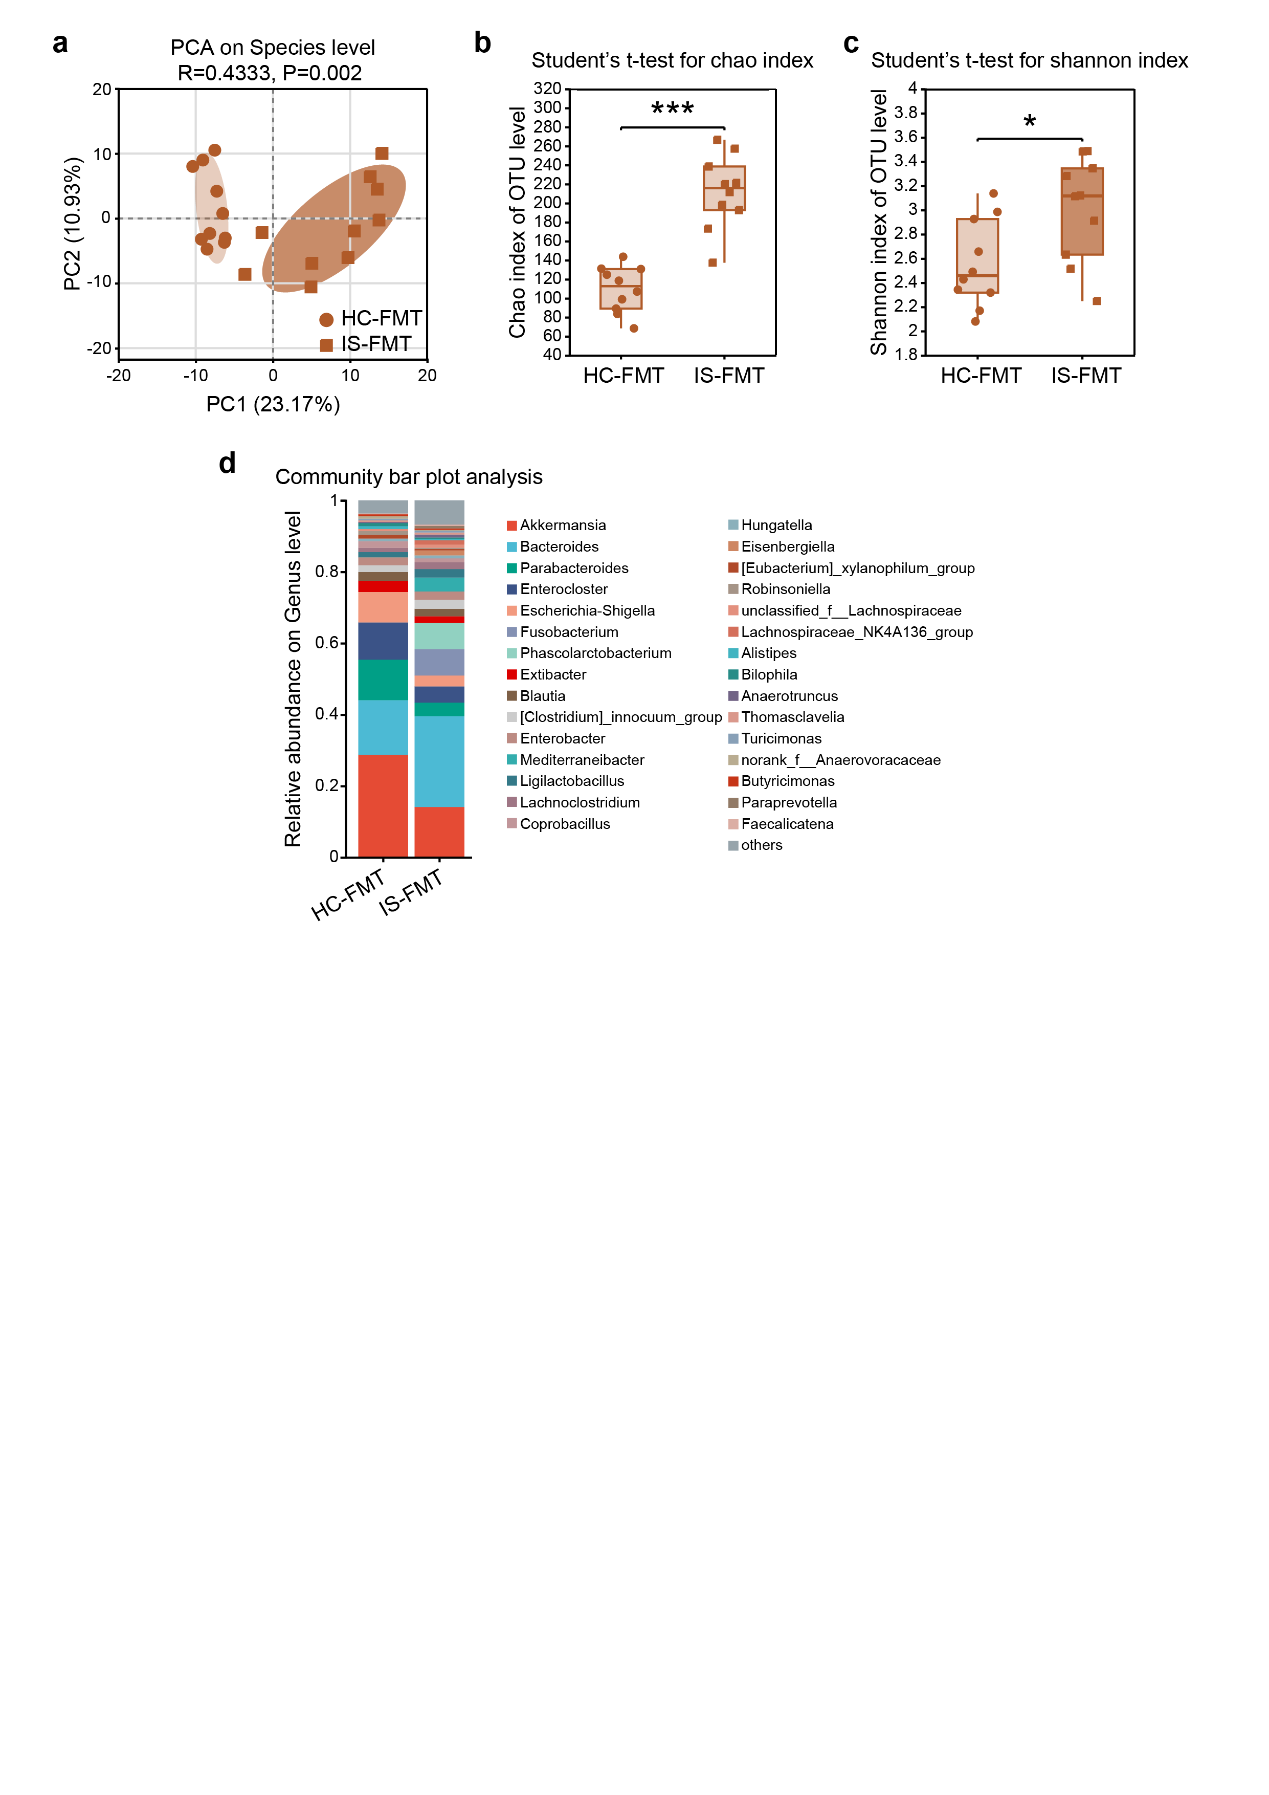 a
PCA on Species level
R=0.4333, P=0.002
20
10
0
-10
-20
-20
-10
0
10
20
PC2 (10.93%)
PC1 (23.17%)
HC-FMT
IS-FMT
b
Student's t-test for chao index
***
320
300
280
260
240
220
200
180
160
140
120
100
80
60
40
Chao index of OTU level
HC-FMT
IS-FMT
c
Student's t-test for shannon index
*
4
3.8
3.6
3.4
3.2
3
2.8
2.6
2.4
2.2
2
1.8
Shannon index of OTU level
HC-FMT
IS-FMT
d
Community bar plot analysis
1
0.8
0.6
0.4
0.2
0
Relative abundance on Genus level
HC-FMT
IS-FMT
Akkermansia
Bacteroides
Parabacteroides
Enterocloster
Escherichia-Shigella
Fusobacterium
Phascolarctobacterium
Extibacter
Blautia
[Clostridium]_innocuum_group
Enterobacter
Mediterraneibacter
Ligilactobacillus
Lachnoclostridium
Coprobacillus
Hungatella
Eisenbergiella
[Eubacterium]_xylanophilum_group
Robinsoniella
unclassified_f__Lachnospiraceae
Lachnospiraceae_NK4A136_group
Alistipes
Bilophila
Anaerotruncus
Thomasclavelia
Turicimonas
norank_f__Anaerovoracaceae
Butyricimonas
Paraprevotella
Faecalicatena
others